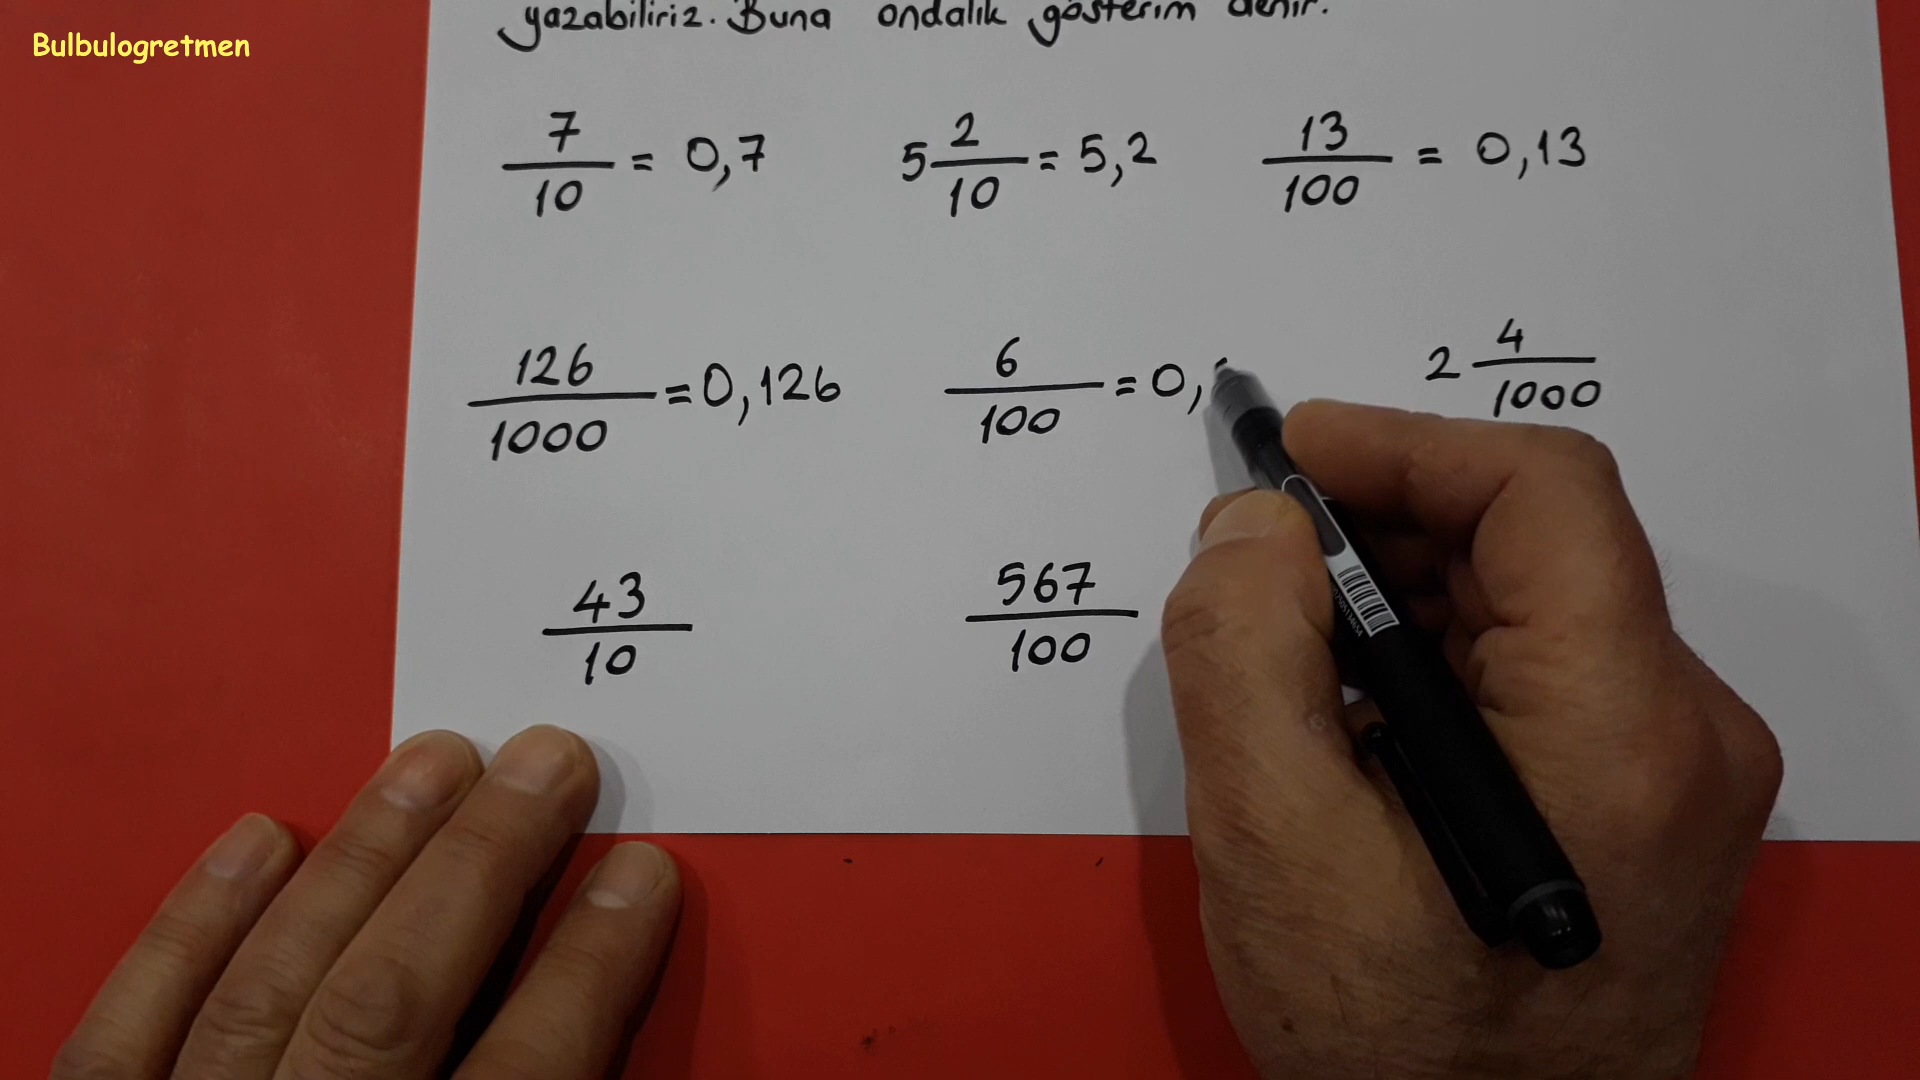 Bulbulogretmen
yazabiliriz. Buna ondalık gösterim denir.
7/10 = 0,7 5 2/10 = 5,2 13/100 = 0,13
126/1000 = 0,126 6/100 = 0, 2 4/1000
43/10 567/100